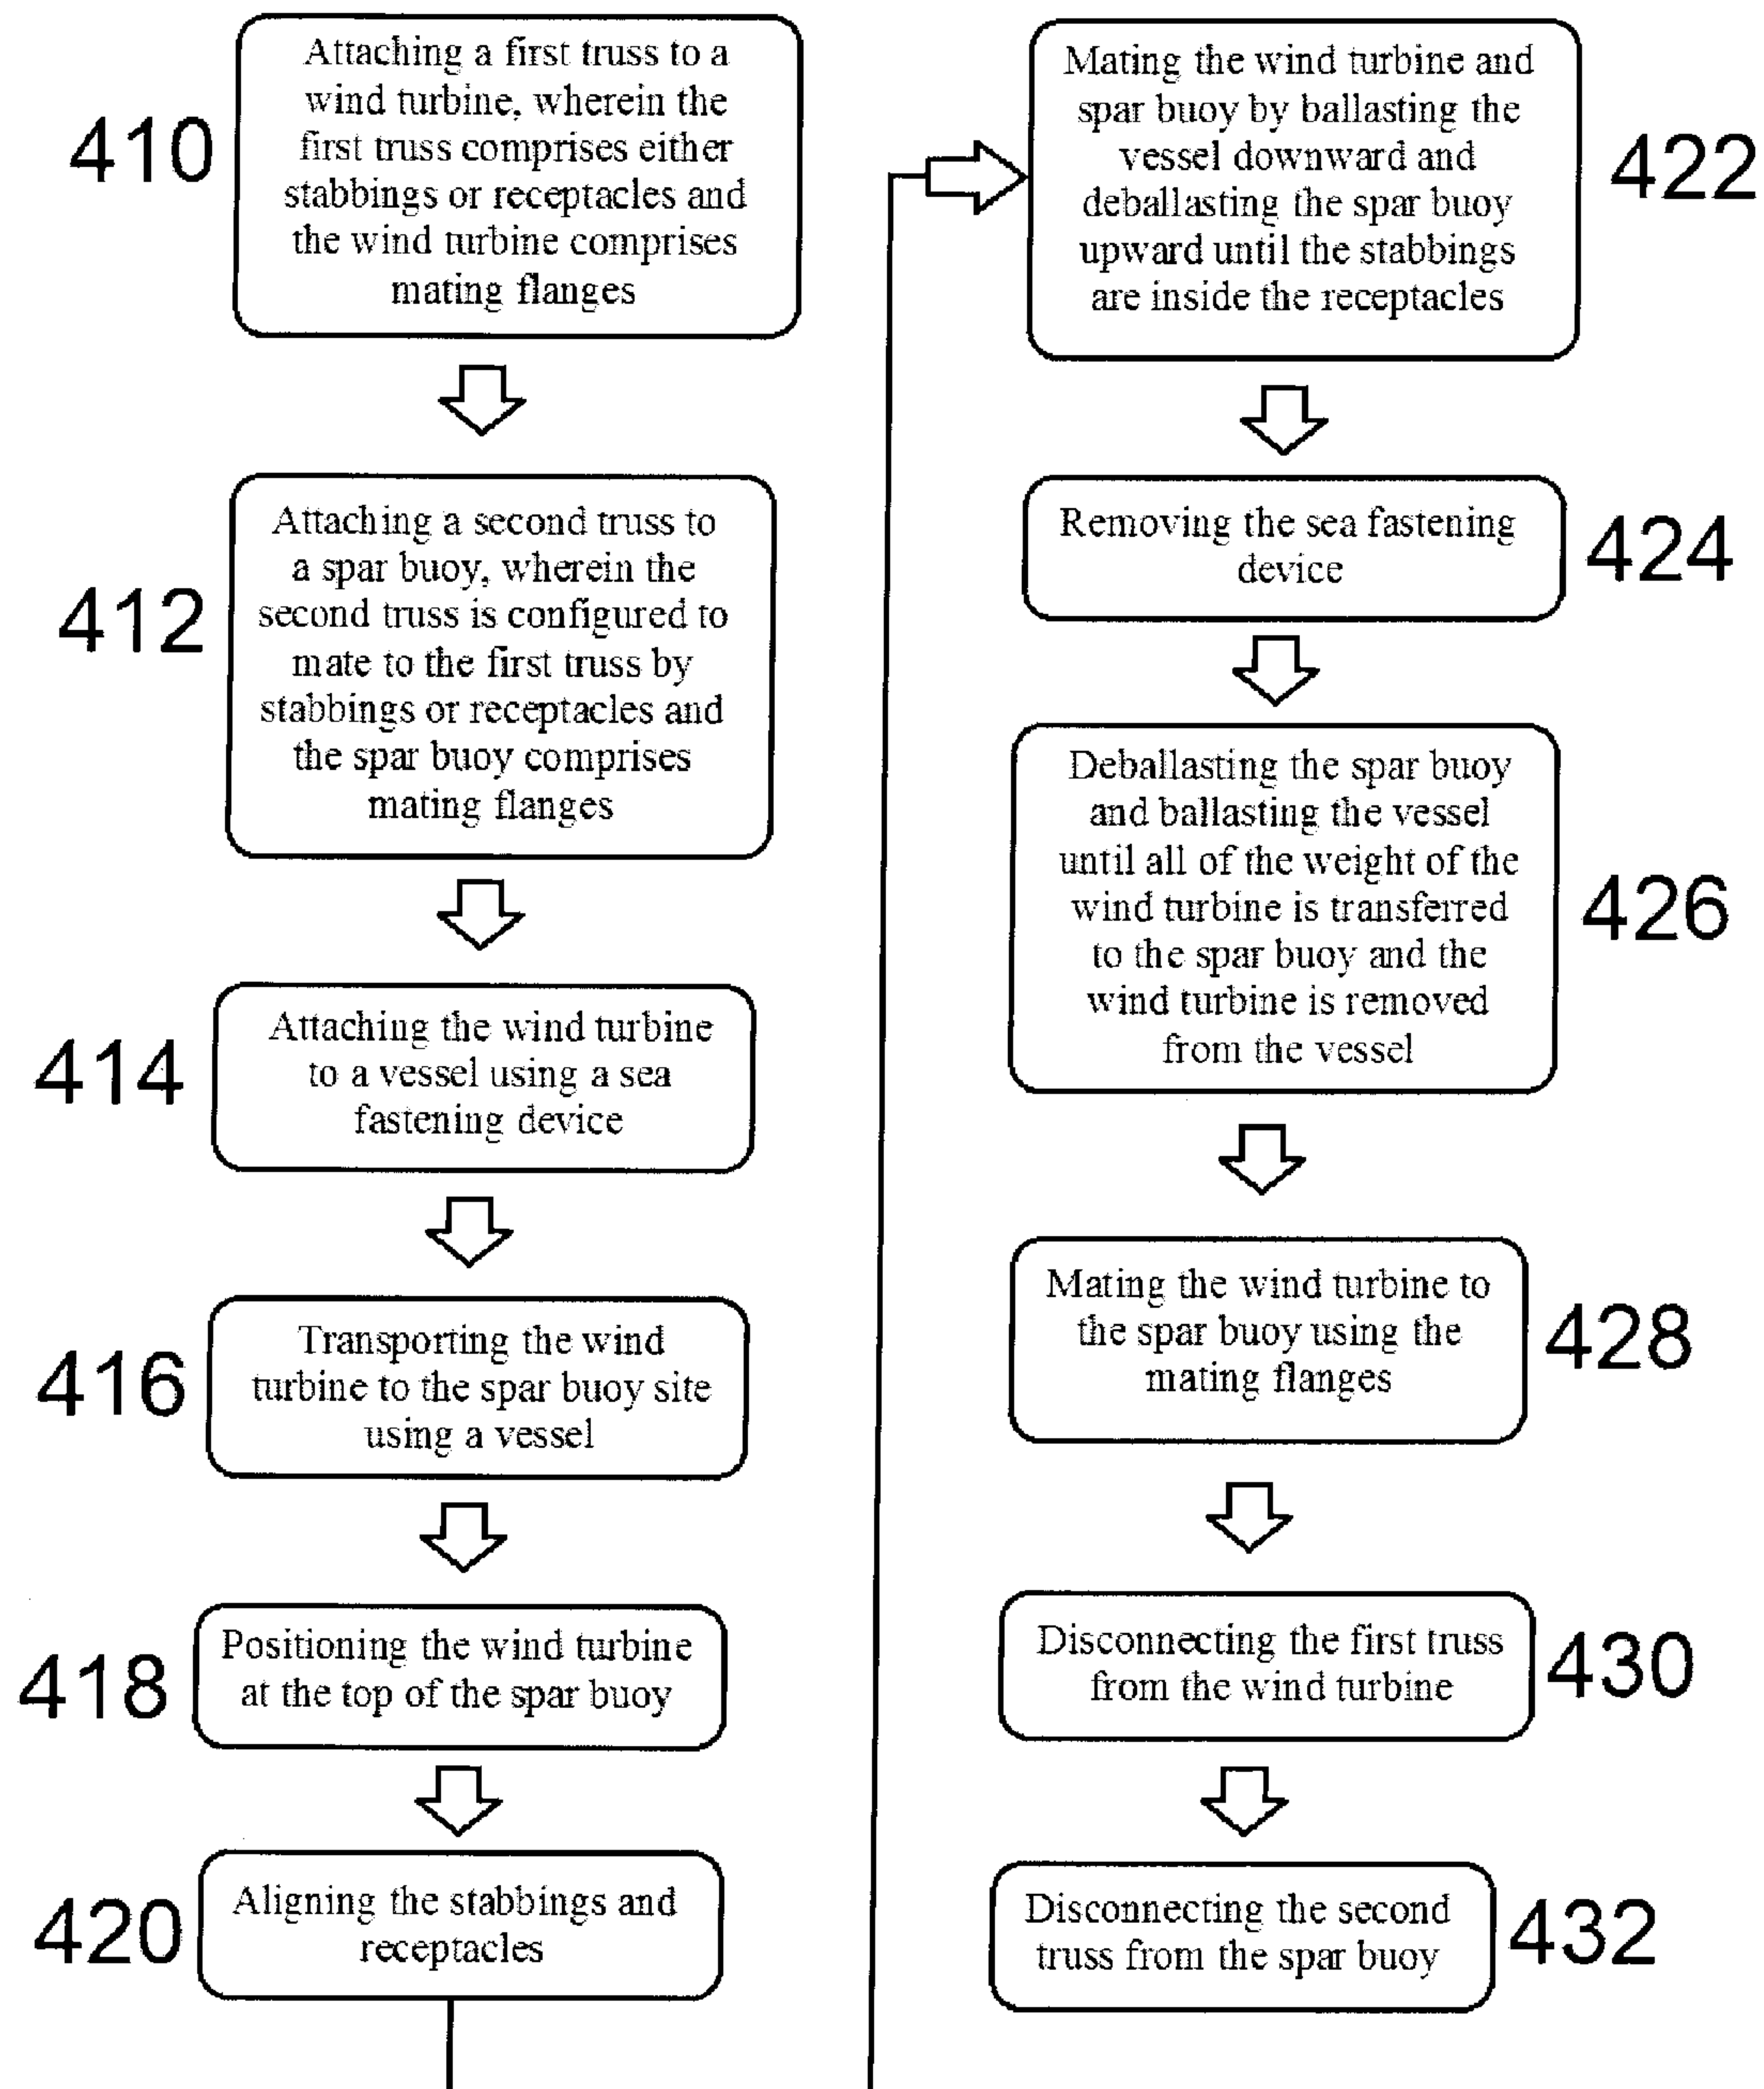 410
Attaching a first truss to a
wind turbine, wherein the
first truss comprises either
stabbings or receptacles and
the wind turbine comprises
mating flanges
412
Attaching a second truss to
a spar buoy, wherein the
second truss is configured to
mate to the first truss by
stabbings or receptacles and
the spar buoy comprises
mating flanges
414
Attaching the wind turbine
to a vessel using a sea
fastening device
416
Transporting the wind
turbine to the spar buoy site
using a vessel
418
Positioning the wind turbine
at the top of the spar buoy
420
Aligning the stabbings and
receptacles
Mating the wind turbine and
spar buoy by ballasting the
vessel downward and
deballasting the spar buoy
upward until the stabbings
are inside the receptacles
422
Removing the sea fastening
device
424
Deballasting the spar buoy
and ballasting the vessel
until all of the weight of the
wind turbine is transferred
to the spar buoy and the
wind turbine is removed
from the vessel
426
Mating the wind turbine to
the spar buoy using the
mating flanges
428
Disconnecting the first truss
from the wind turbine
430
Disconnecting the second
truss from the spar buoy
432